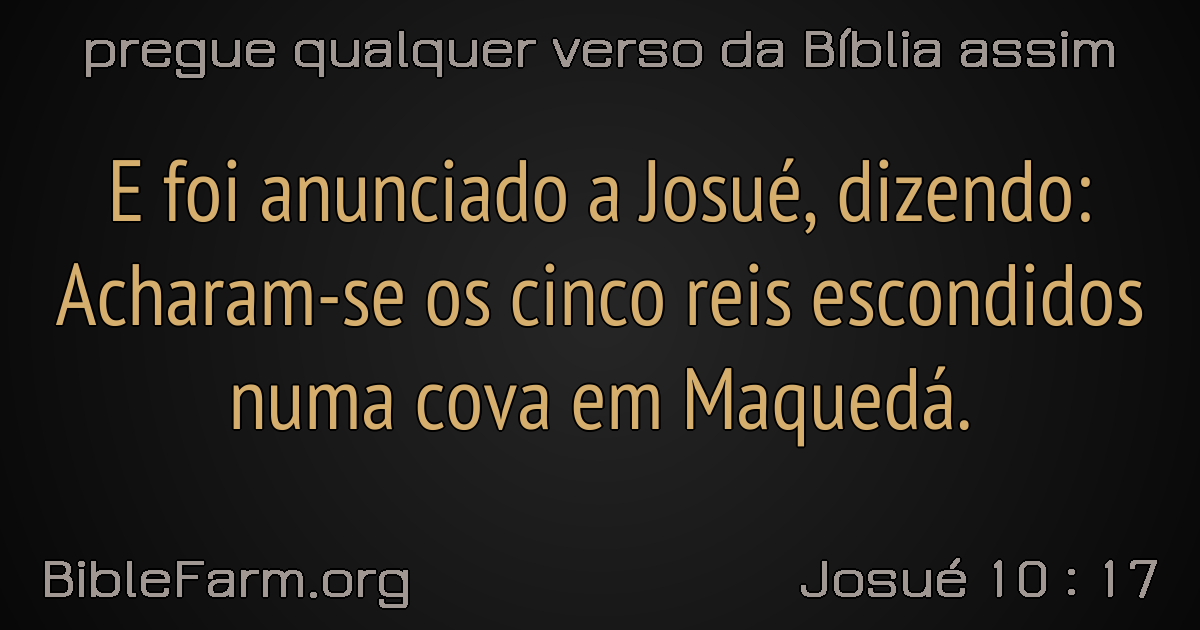 pregue qualquer verso da Bíblia assim
E foi anunciado a Josué, dizendo:
Acharam-se os cinco reis escondidos
numa cova em Maquedá.
BibleFarm.org
Josué 10 : 17